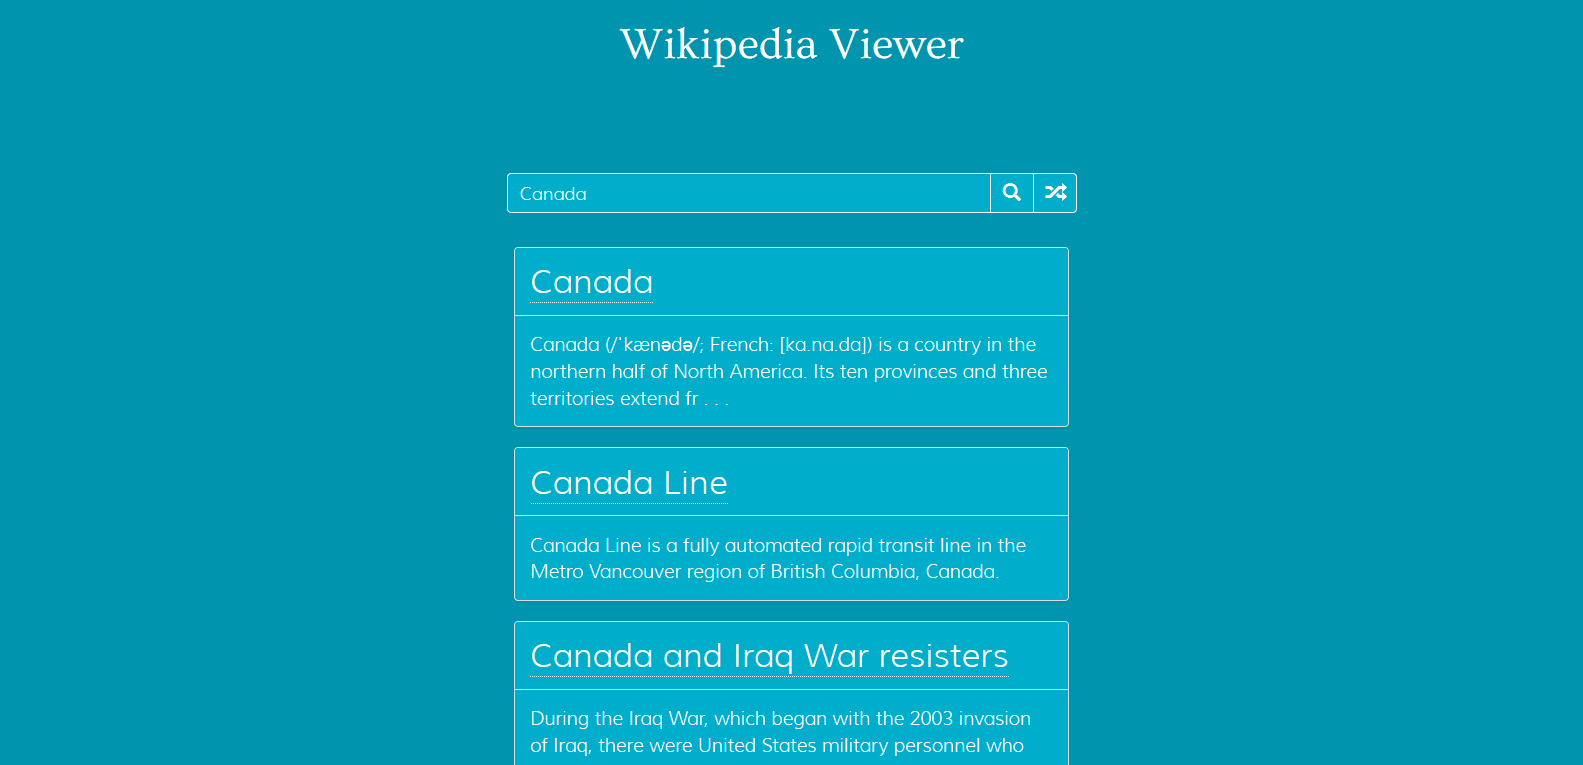 Wikipedia Viewer
Canada
Canada
Canada (/ˈkænədə/; French: [ka.na.da]) is a country in the
northern half of North America. Its ten provinces and three
territories extend fr . . .
Canada Line
Canada Line is a fully automated rapid transit line in the
Metro Vancouver region of British Columbia, Canada.
Canada and Iraq War resisters
During the Iraq War, which began with the 2003 invasion
of Iraq, there were United States military personnel who